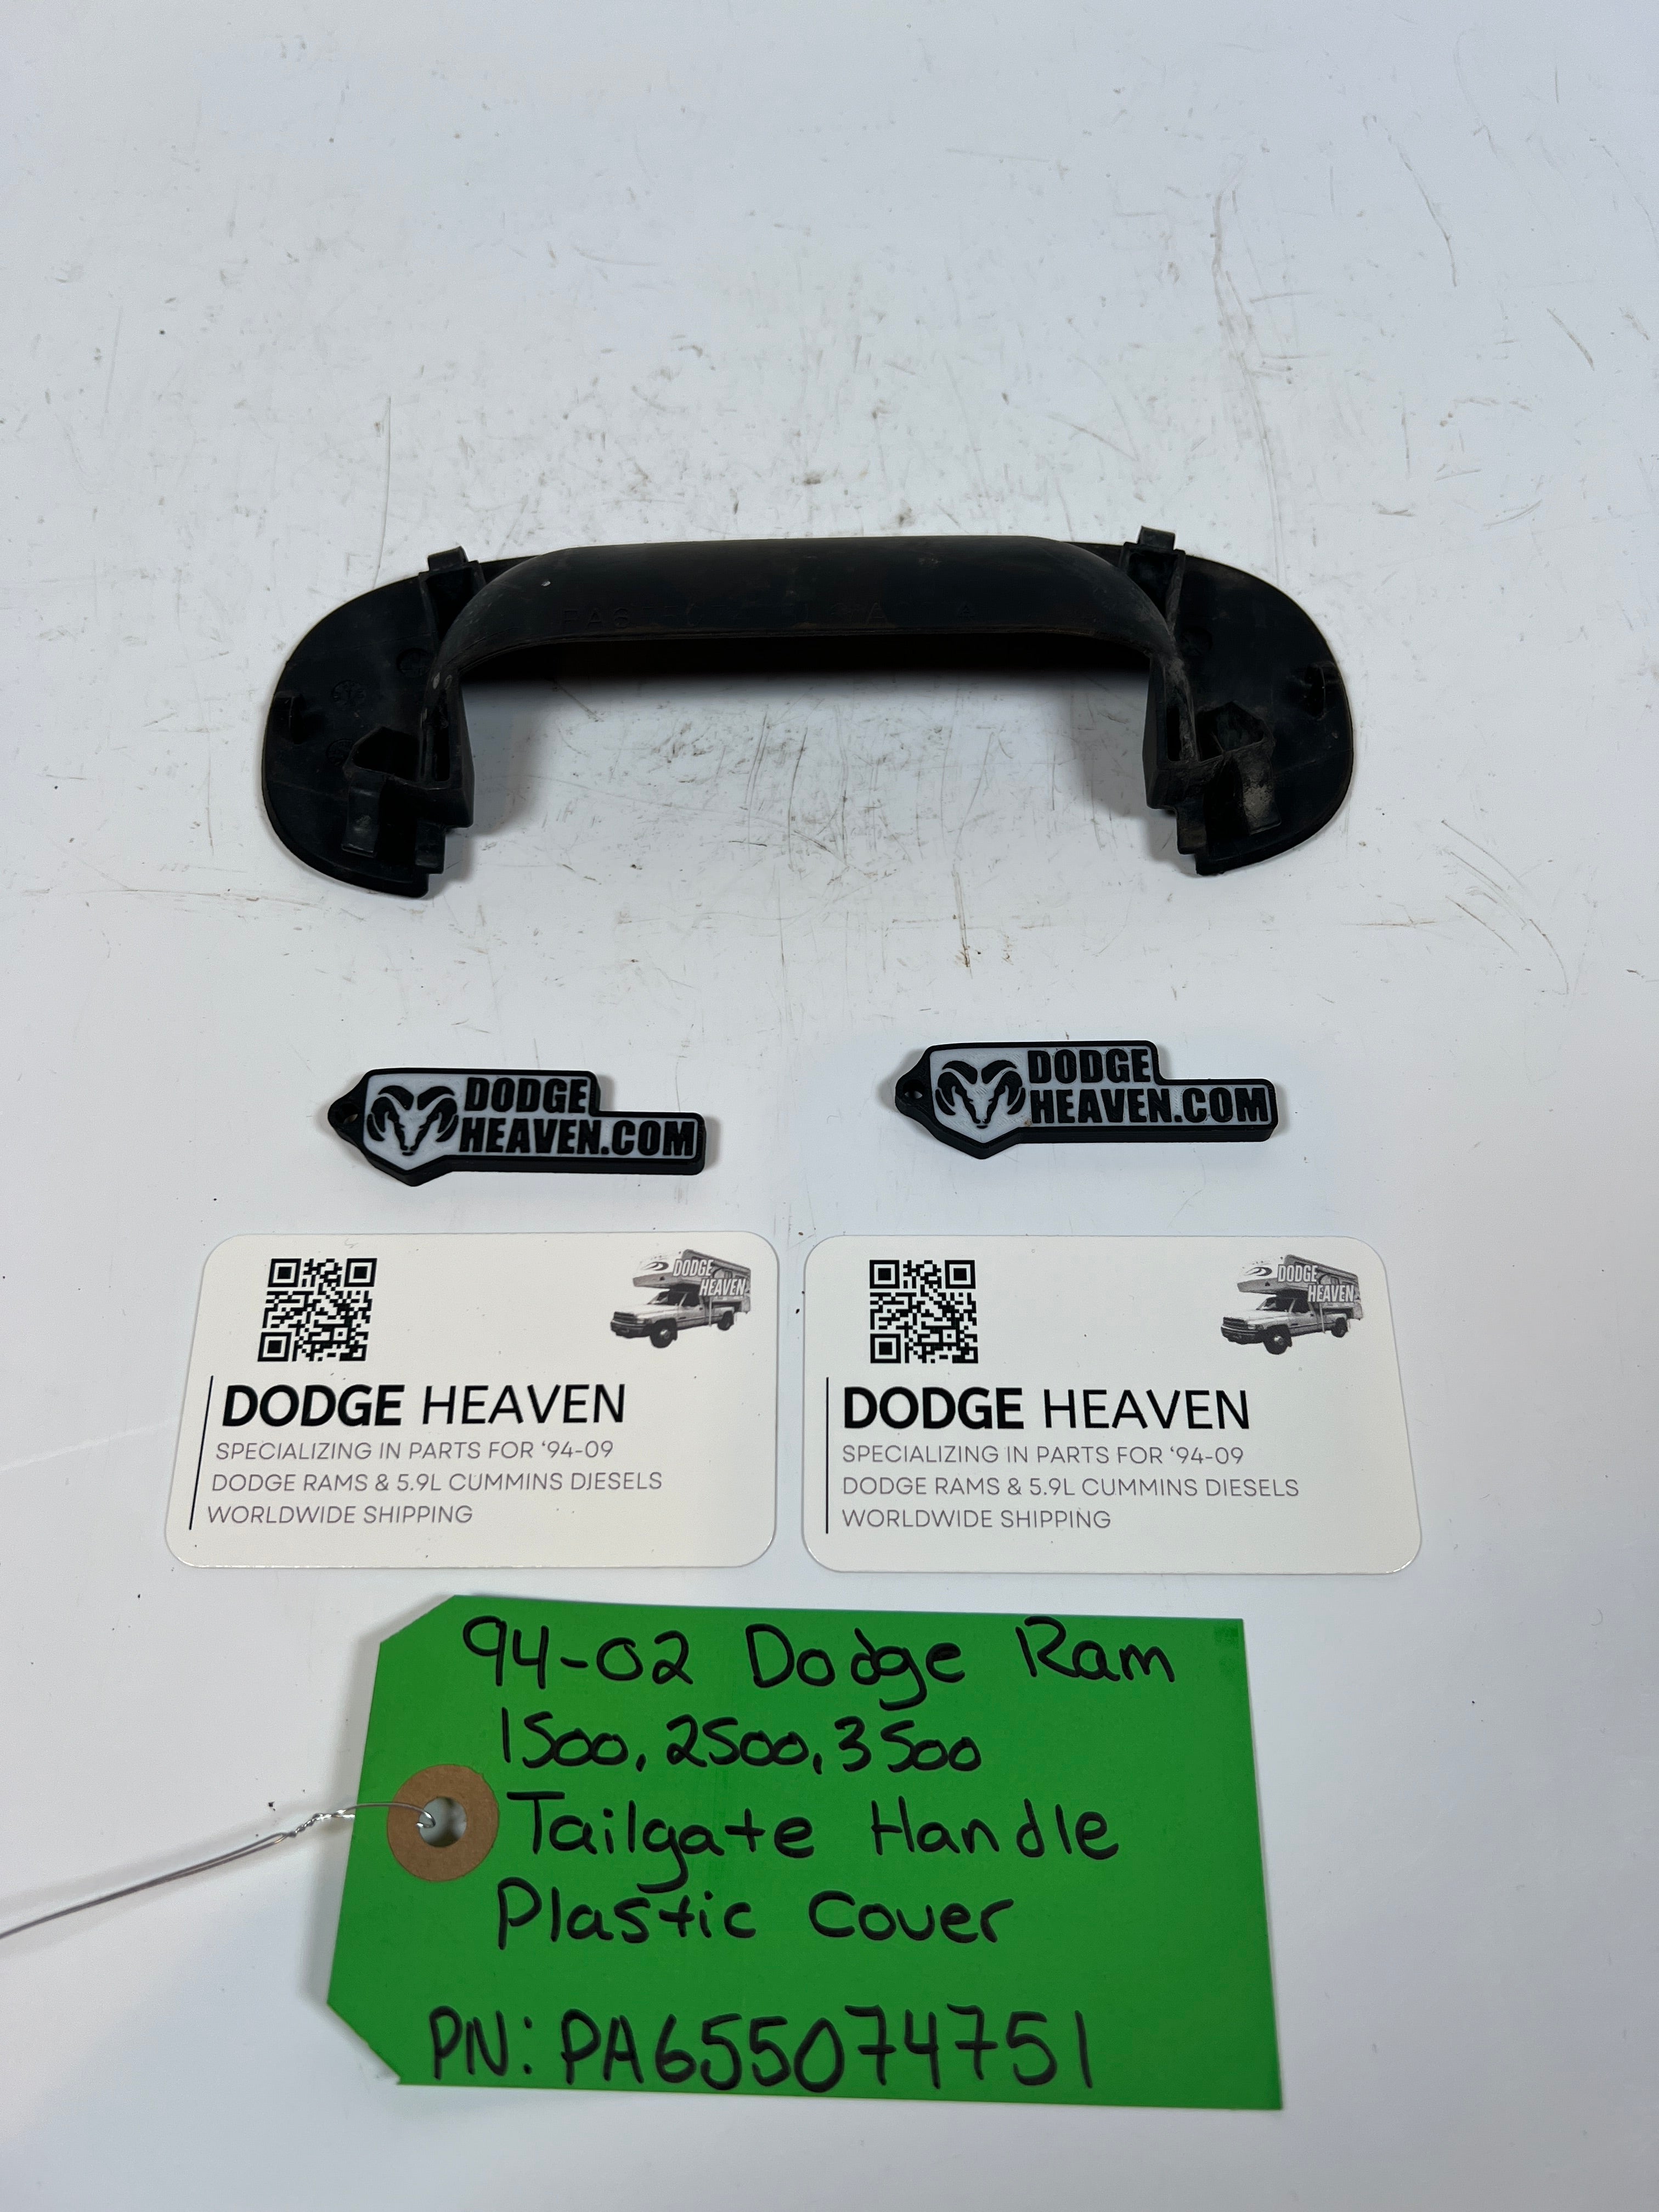 DODGE
HEAVEN.COM
DODGE
HEAVEN.COM
DODGE
HEAVEN
DODGE HEAVEN
SPECIALIZING IN PARTS FOR ‘94-09
DODGE RAMS & 5.9L CUMMINS DIESELS
WORLDWIDE SHIPPING
DODGE
HEAVEN
DODGE HEAVEN
SPECIALIZING IN PARTS FOR ‘94-09
DODGE RAMS & 5.9L CUMMINS DIESELS
WORLDWIDE SHIPPING
94-02 Dodge Ram
1500, 2500, 3500
Tailgate Handle
Plastic Cover
PN: PA655074751